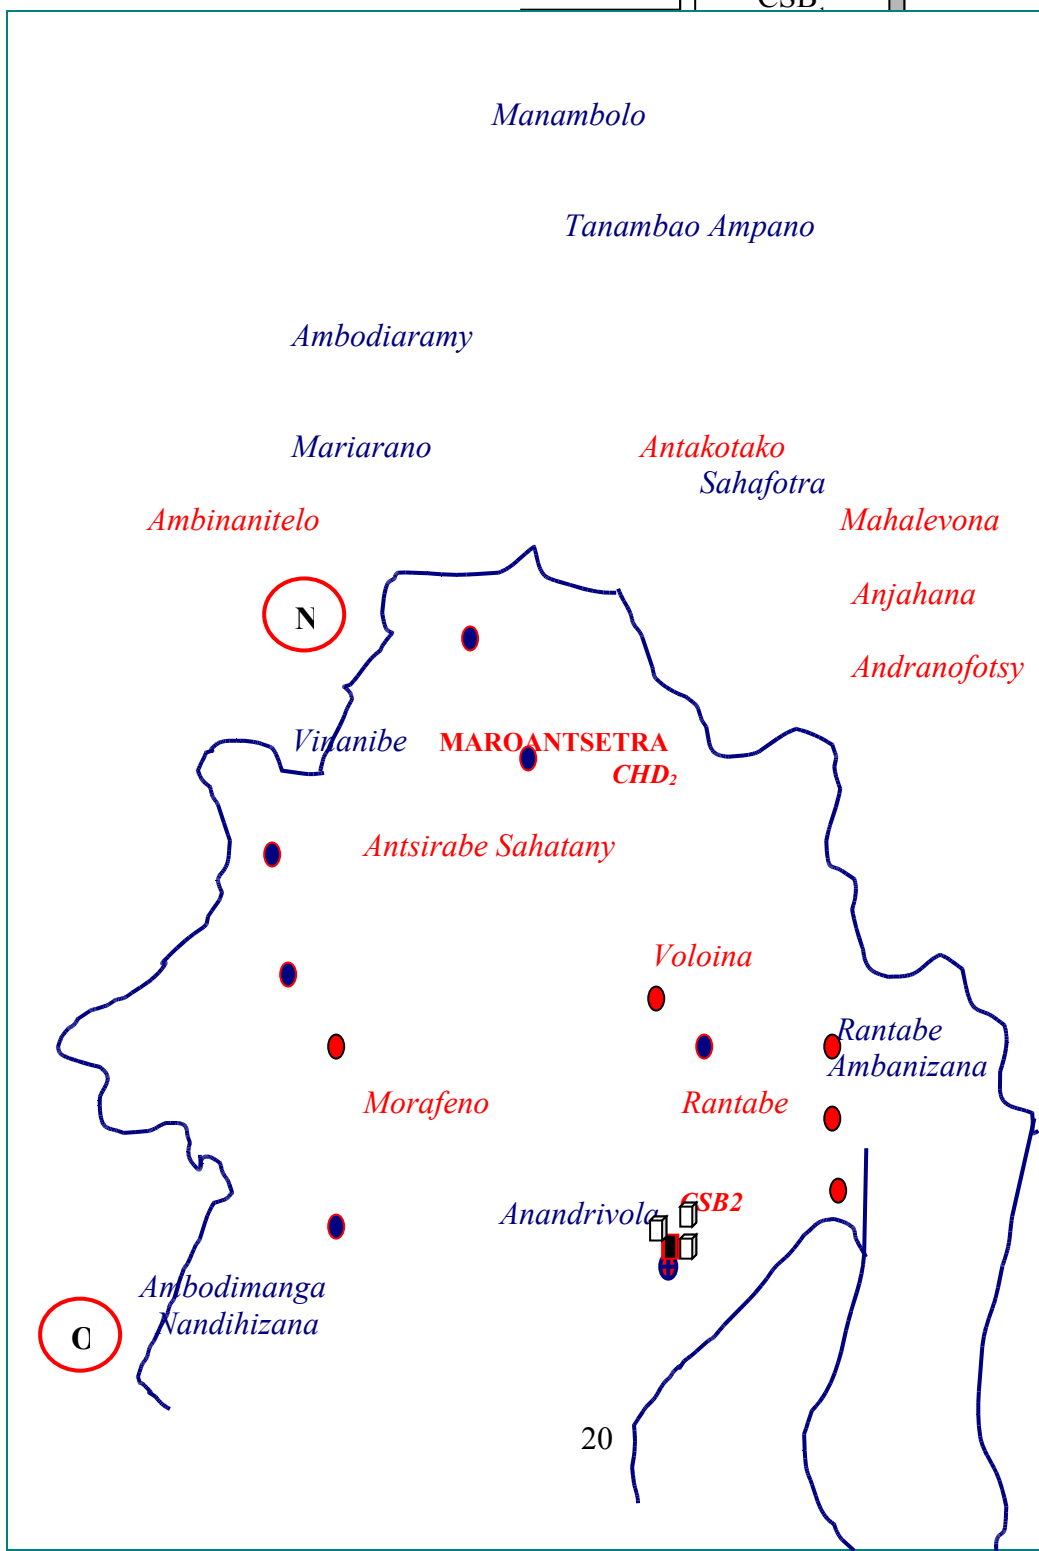 CSB
Manambolo
Tanambao Ampano
Ambodiaramy
Mariarano
Antakotako
Sahafotra
Ambinanitelo
Mahalevona
Anjahana
N
Andranofotsy
Vinanibe
MAROANTSETRA
CHD₂
Antsirabe Sahatany
Voloina
Rantabe
Ambanizana
Morafeno
Rantabe
CSB2
Anandrivola
Ambodimanga
Nandihizana
O
20